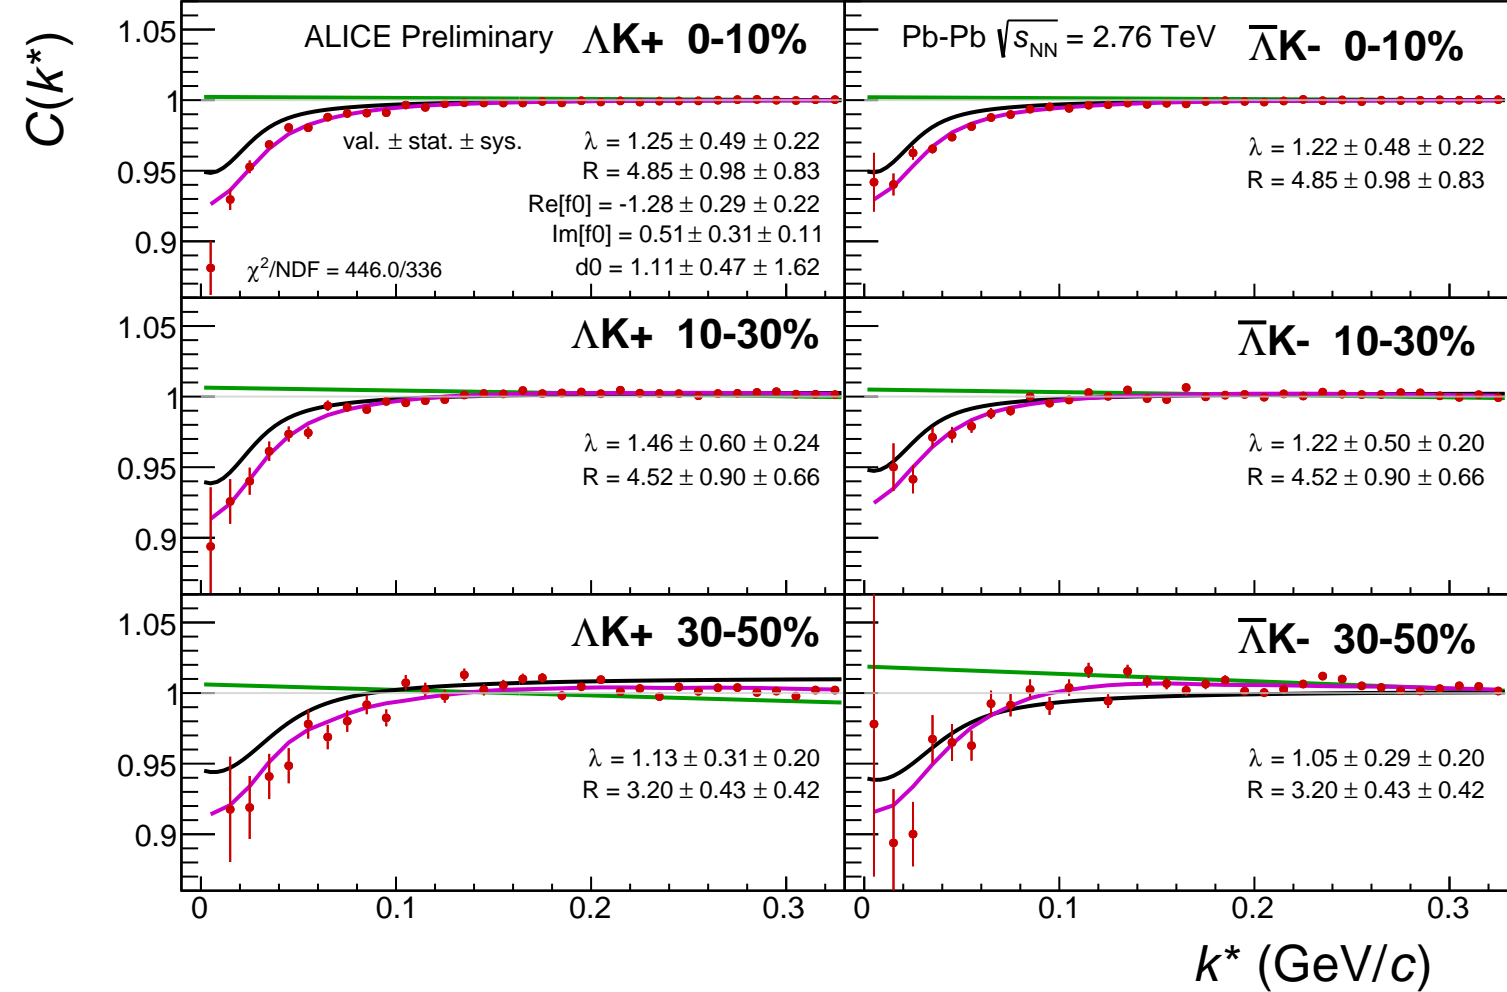 C(k*)
1.05
1
0.95
0.9
ALICE Preliminary
ΛK+ 0-10%
val. ± stat. ± sys.
λ = 1.25 ± 0.49 ± 0.22
R = 4.85 ± 0.98 ± 0.83
Re[f0] = -1.28 ± 0.29 ± 0.22
Im[f0] = 0.51 ± 0.31 ± 0.11
χ²/NDF = 446.0/336
d0 = 1.11 ± 0.47 ± 1.62
Pb-Pb √s_NN = 2.76 TeV
Λ̅K- 0-10%
λ = 1.22 ± 0.48 ± 0.22
R = 4.85 ± 0.98 ± 0.83
1.05
1
0.95
0.9
ΛK+ 10-30%
λ = 1.46 ± 0.60 ± 0.24
R = 4.52 ± 0.90 ± 0.66
Λ̅K- 10-30%
λ = 1.22 ± 0.50 ± 0.20
R = 4.52 ± 0.90 ± 0.66
1.05
1
0.95
0.9
ΛK+ 30-50%
λ = 1.13 ± 0.31 ± 0.20
R = 3.20 ± 0.43 ± 0.42
Λ̅K- 30-50%
λ = 1.05 ± 0.29 ± 0.20
R = 3.20 ± 0.43 ± 0.42
0 0.1 0.2 0.3
0 0.1 0.2 0.3
k* (GeV/c)